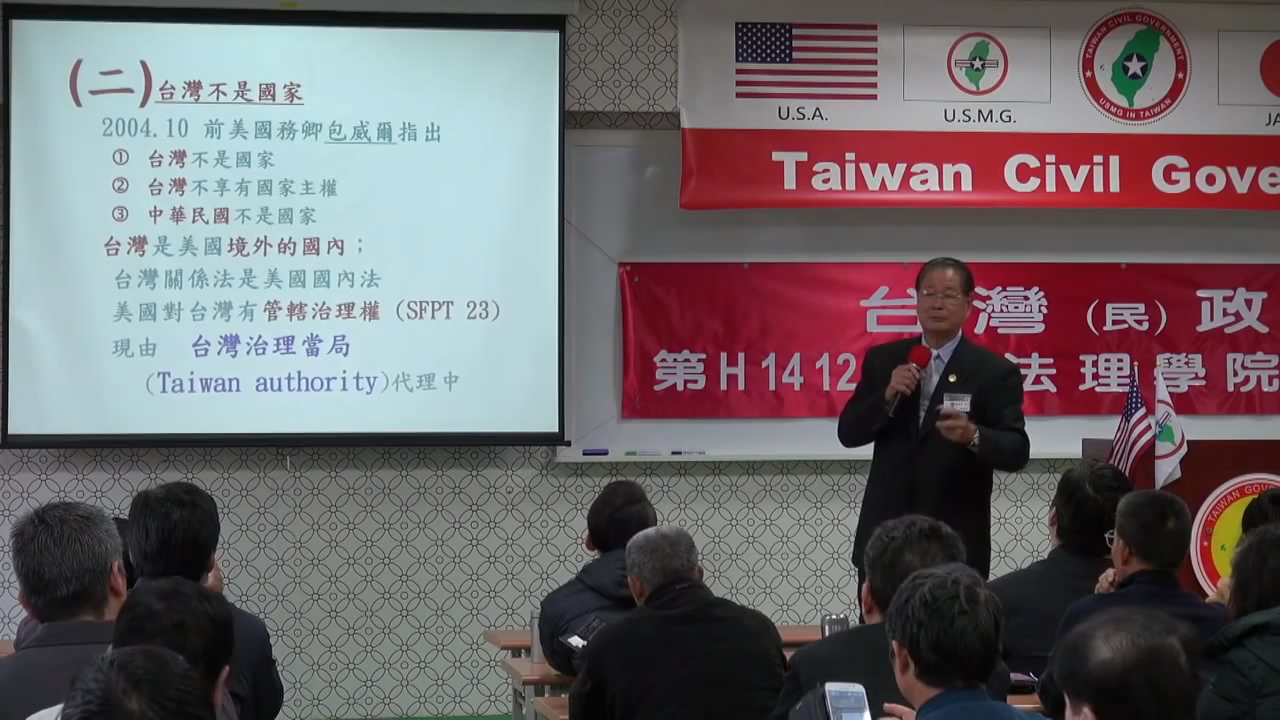 (二)台灣不是國家
2004.10 前美國務卿包威爾指出
① 台灣不是國家
② 台灣不享有國家主權
③ 中華民國不是國家
台灣是美國境外的國內；
台灣關係法是美國國內法
美國對台灣有管轄治理權 (SFPT 23)
現由 台灣治理當局
(Taiwan authority)代理中
U.S.A.
U.S.M.G.
TAIWAN CIVIL GOVERNMENT
USMG IN TAIWAN
JA
Taiwan Civil Gove
台灣(民)政
第H1412 法理學院
TAIWAN GOV